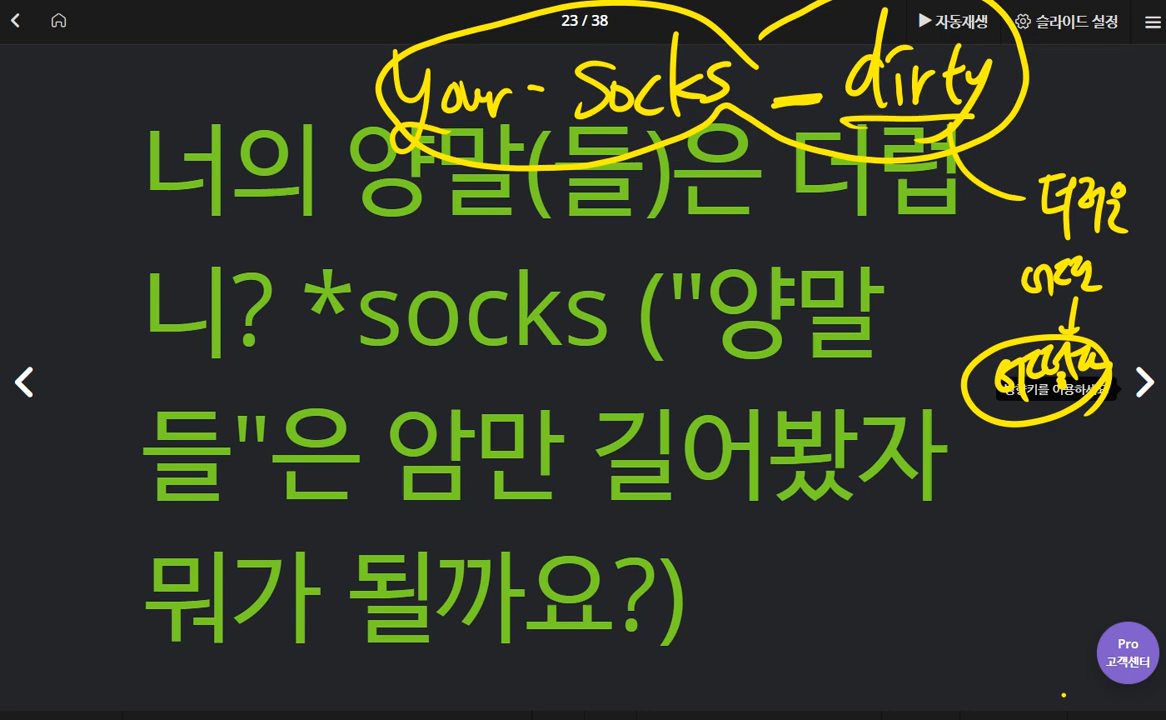 23 / 38
▶ 자동재생
슬라이드 설정
your - socks - dirty
너의 양말(들)은 더럽
더러운
니? *socks ("양말
들"은 암만 길어봤자
뭐가 될까요?)
Pro
고객센터